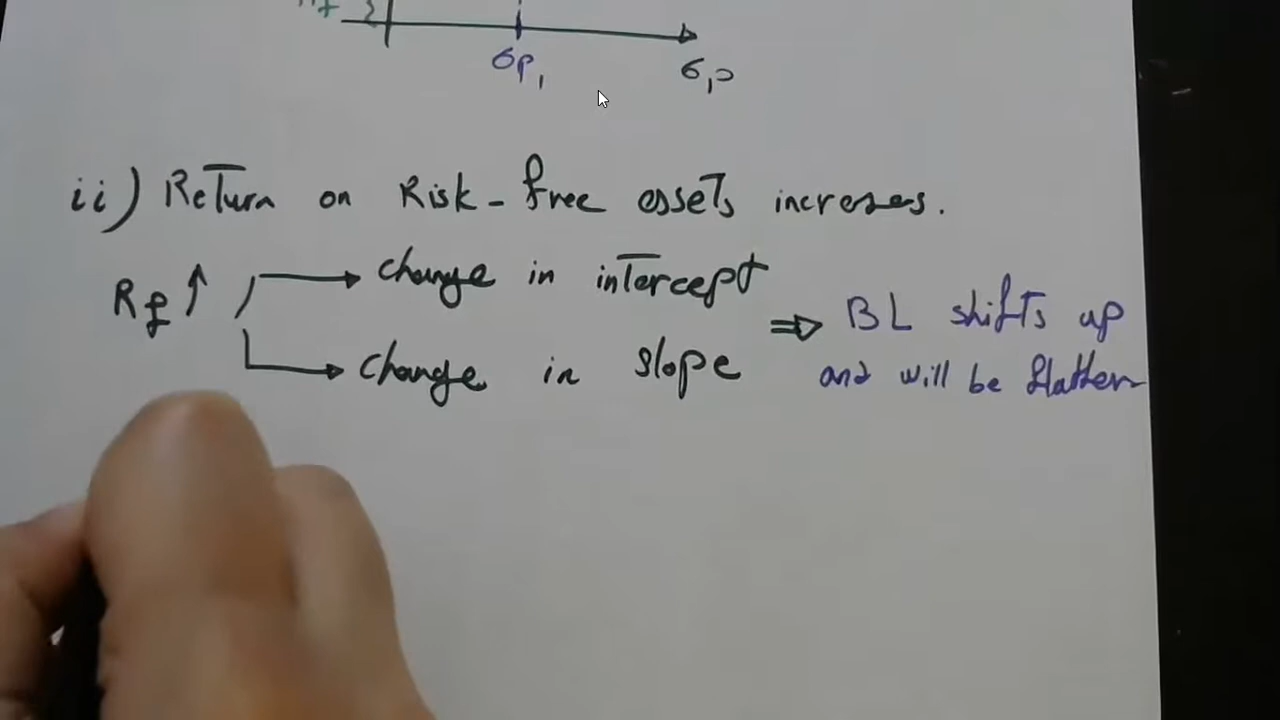 σp₁ σp
ii) Return on Risk-free assets increases.
Rf ↑ → change in intercept
→ change in slope
⇒ BL shifts up
and will be flatter